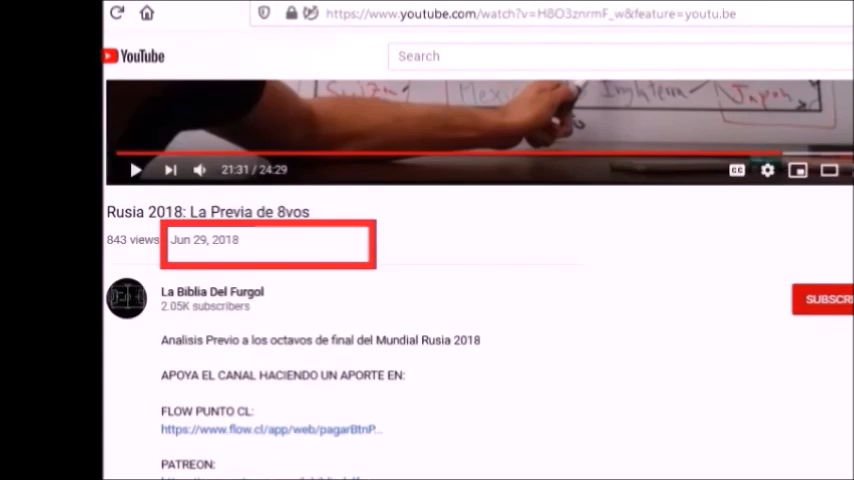 https://www.youtube.com/watch?v=H8O3znrmF_w&feature=youtu.be
YouTube
Search
Suiza Mexico Inglaterra Japon
21:31 / 24:29
CC
Rusia 2018: La Previa de 8vos
843 views Jun 29, 2018
La Biblia Del Furgol
2.05K subscribers
SUBSCRI
Analisis Previo a los octavos de final del Mundial Rusia 2018
APOYA EL CANAL HACIENDO UN APORTE EN:
FLOW PUNTO CL:
https://www.flow.cl/app/web/pagarBtnP...
PATREON: